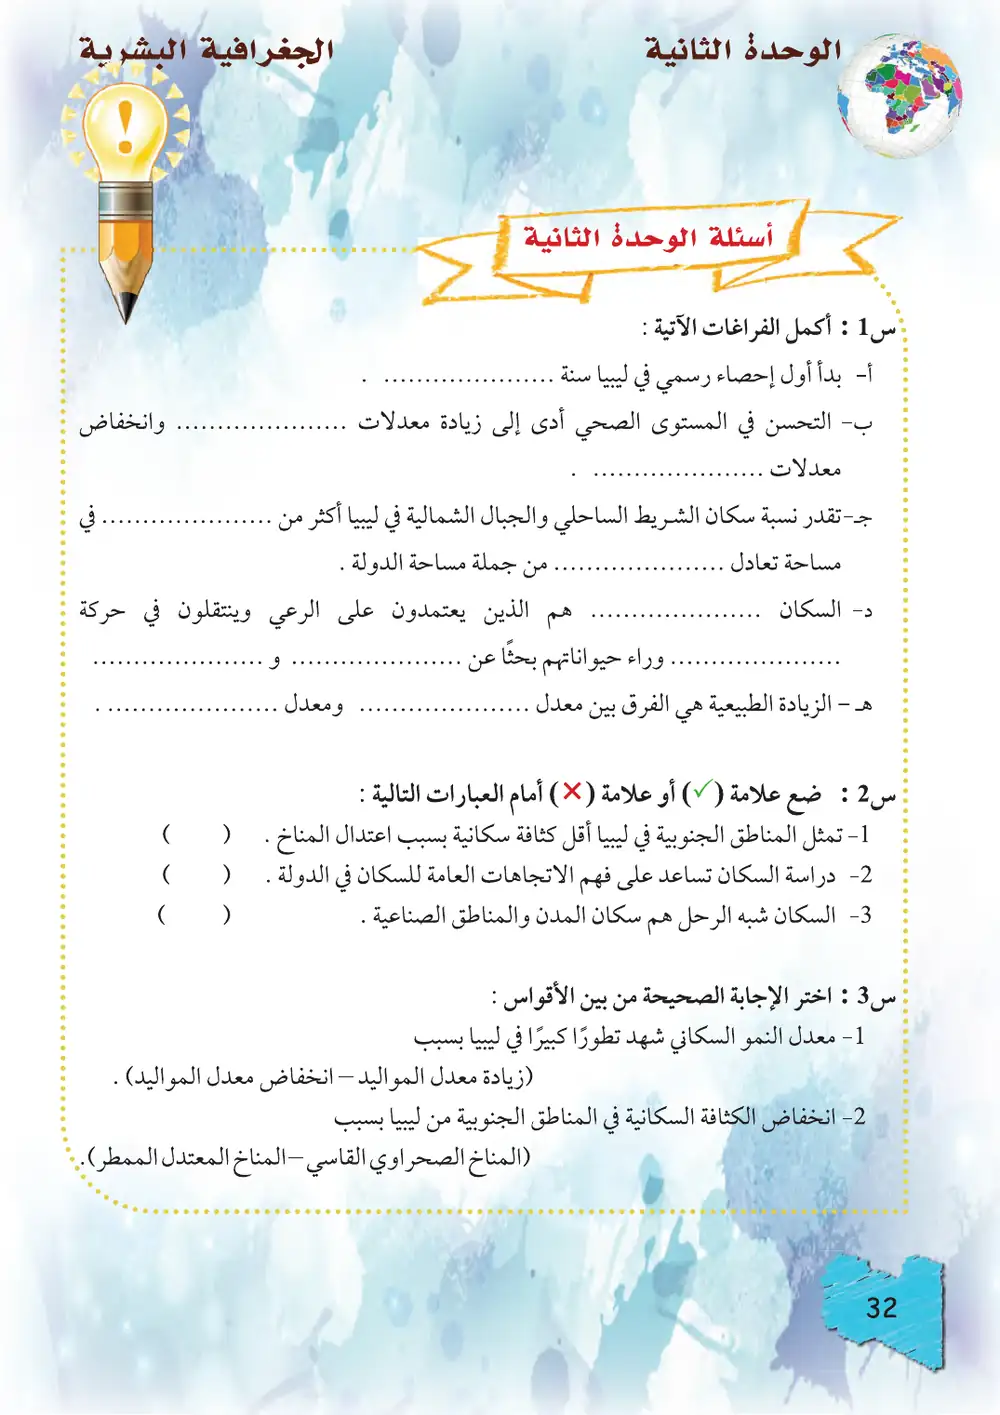 الوحدة الثانية
الجغرافية البشرية
أسئلة الوحدة الثانية
س1 : أكمل الفراغات الآتية :
أ- بدأ أول إحصاء رسمي في ليبيا سنة ..................... .
ب- التحسن في المستوى الصحي أدى إلى زيادة معدلات ..................... وانخفاض
معدلات ..................... .
جـ- تقدر نسبة سكان الشريط الساحلي والجبال الشمالية في ليبيا أكثر من ..................... في
مساحة تعادل ..................... من جملة مساحة الدولة .
د- السكان ..................... هم الذين يعتمدون على الرعي وينتقلون في حركة
..................... وراء حيواناتهم بحثًا عن ..................... و .....................
هـ – الزيادة الطبيعية هي الفرق بين معدل ..................... ومعدل ..................... .
س2 : ضع علامة (✓) أو علامة (✕) أمام العبارات التالية :
1- تمثل المناطق الجنوبية في ليبيا أقل كثافة سكانية بسبب اعتدال المناخ . ( )
2- دراسة السكان تساعد على فهم الاتجاهات العامة للسكان في الدولة . ( )
3- السكان شبه الرحل هم سكان المدن والمناطق الصناعية . ( )
س3 : اختر الإجابة الصحيحة من بين الأقواس :
1- معدل النمو السكاني شهد تطورًا كبيرًا في ليبيا بسبب
(زيادة معدل المواليد – انخفاض معدل المواليد) .
2- انخفاض الكثافة السكانية في المناطق الجنوبية من ليبيا بسبب
(المناخ الصحراوي القاسي – المناخ المعتدل الممطر).
32